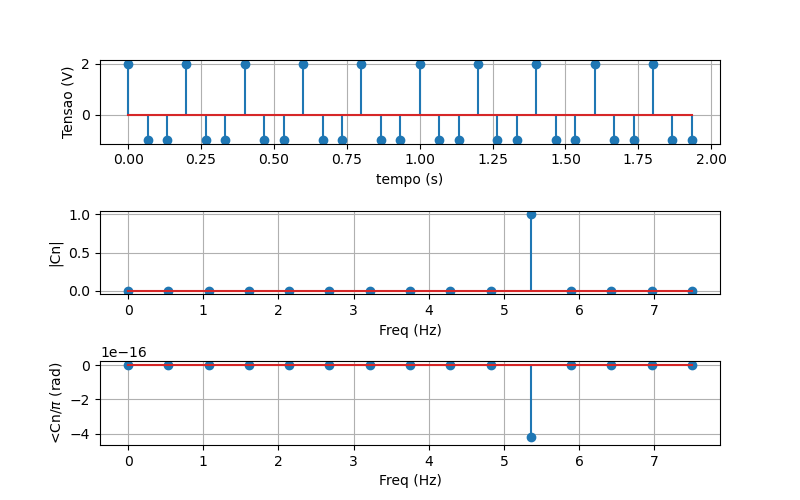 2
0
Tensao (V)
0.00 0.25 0.50 0.75 1.00 1.25 1.50 1.75 2.00
tempo (s)
1.0
0.5
0.0
|Cn|
0 1 2 3 4 5 6 7
Freq (Hz)
1e−16
0
−2
−4
<Cn/π (rad)
0 1 2 3 4 5 6 7
Freq (Hz)